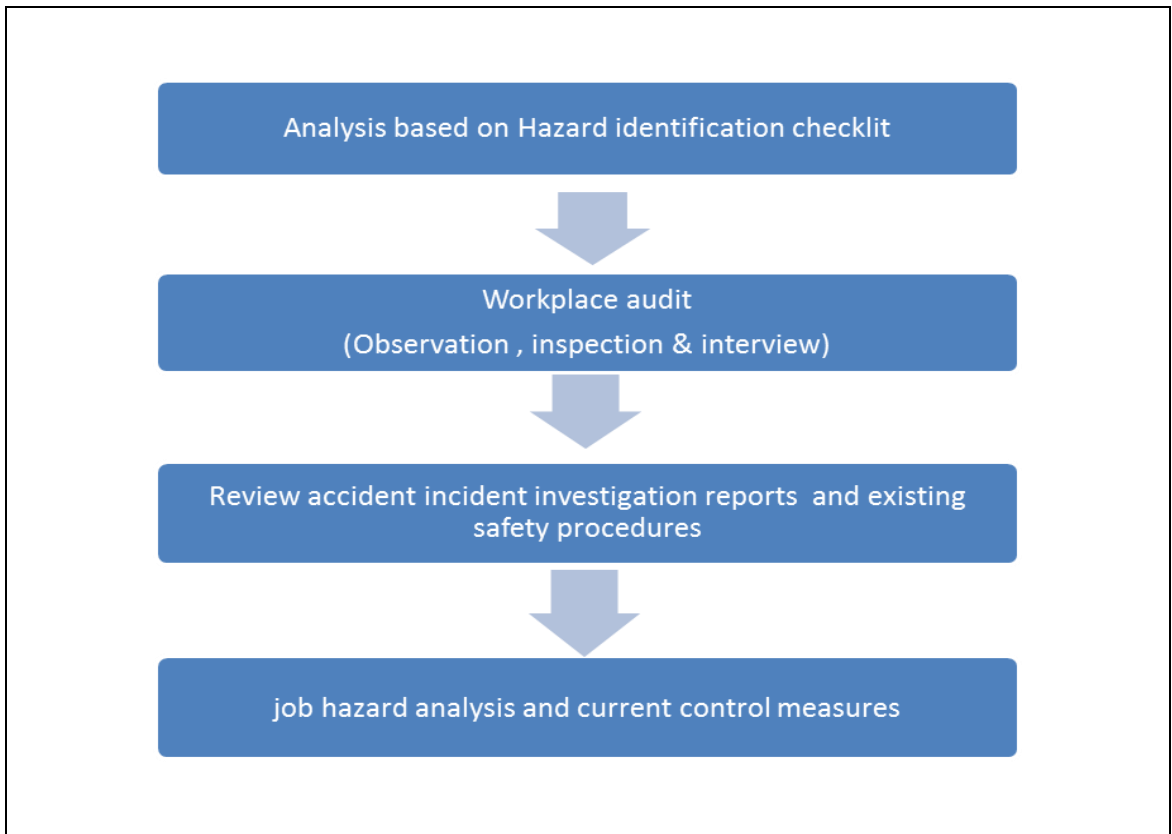 Analysis based on Hazard identification checklit
Workplace audit
(Observation , inspection & interview)
Review accident incident investigation reports  and existing
safety procedures
job hazard analysis and current control measures